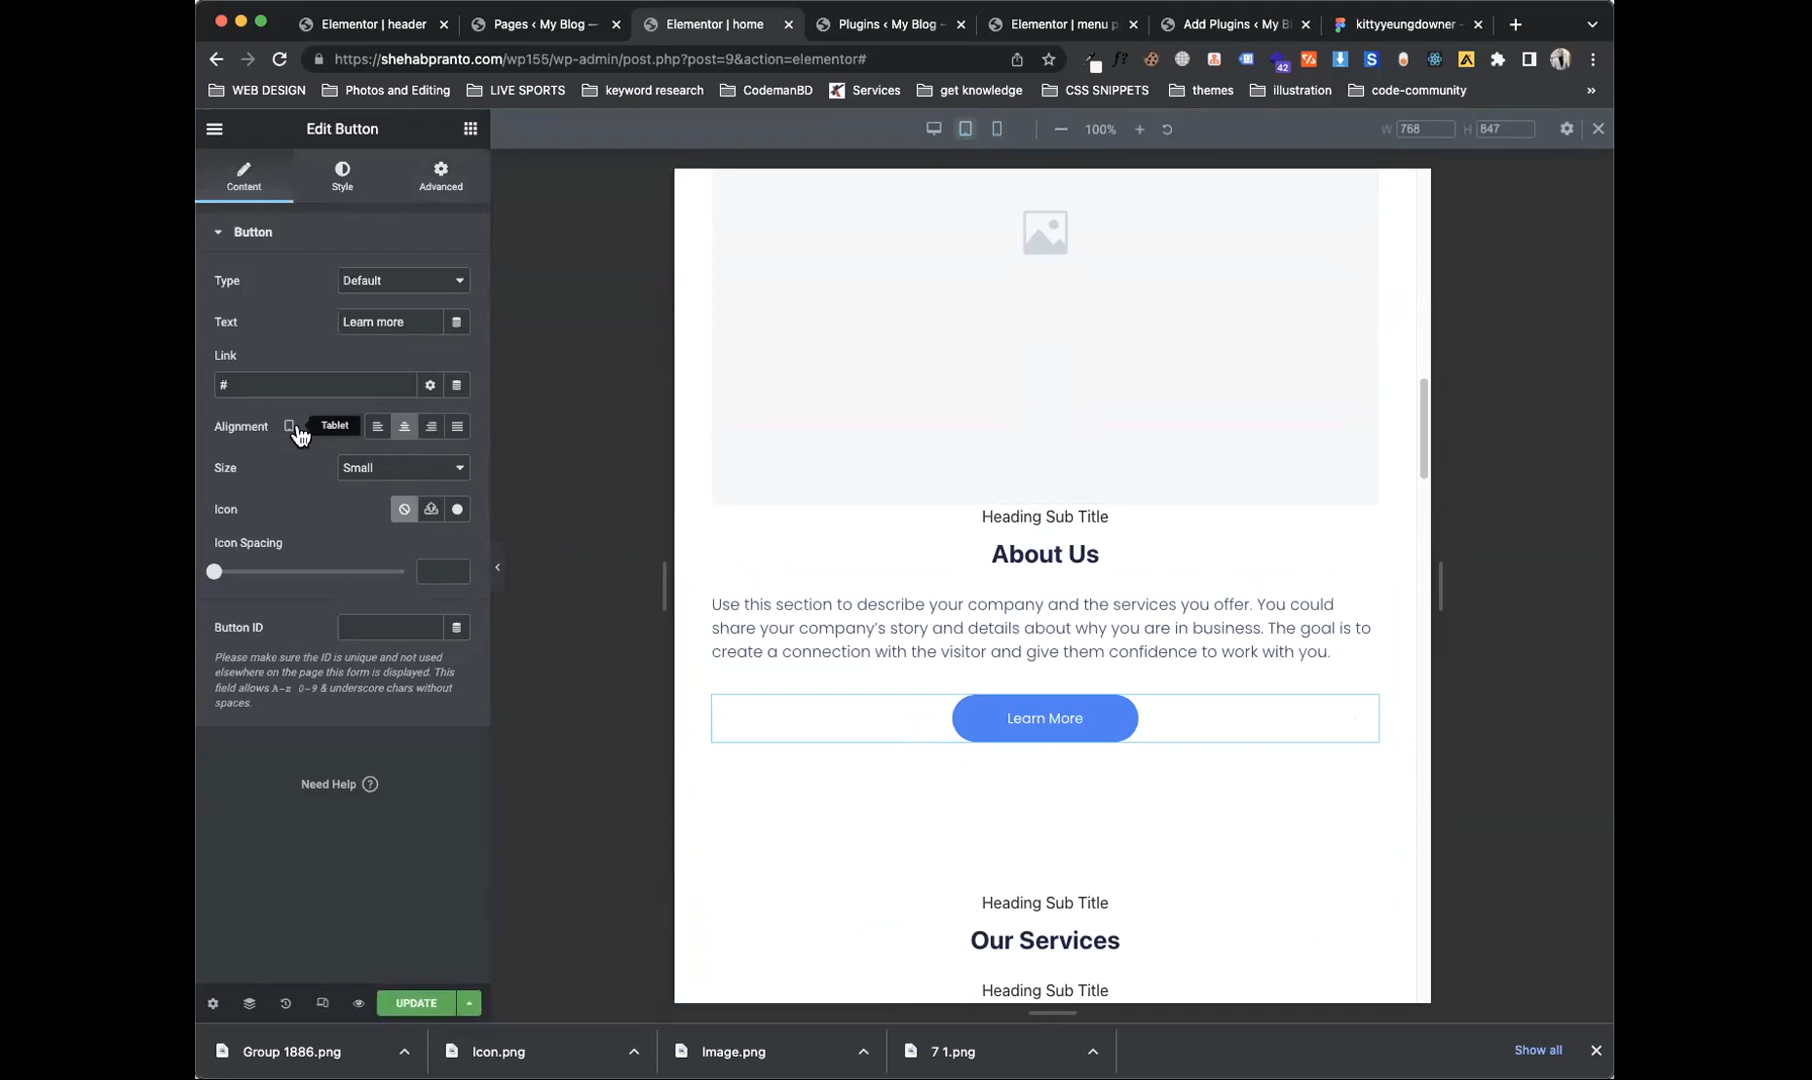 Elementor | header
Pages < My Blog —
Elementor | home
Plugins < My Blog —
Elementor | menu p
Add Plugins < My B
kittyyeungdowner –
https://shehabpranto.com/wp155/wp-admin/post.php?post=9&action=elementor#
42
WEB DESIGN
Photos and Editing
LIVE SPORTS
keyword research
CodemanBD
Services
get knowledge
CSS SNIPPETS
themes
illustration
code-community
»
Edit Button
100%
W 768
H 847
Content
Style
Advanced
Button
Type
Default
Text
Learn more
Link
#
Alignment
Tablet
Size
Small
Icon
Icon Spacing
Button ID
Please make sure the ID is unique and not used
elsewhere on the page this form is displayed. This
field allows A-z 0-9 & underscore chars without
spaces.
Need Help
UPDATE
Heading Sub Title
About Us
Use this section to describe your company and the services you offer. You could
share your company's story and details about why you are in business. The goal is to
create a connection with the visitor and give them confidence to work with you.
Learn More
Heading Sub Title
Our Services
Heading Sub Title
Group 1886.png
Icon.png
Image.png
7 1.png
Show all